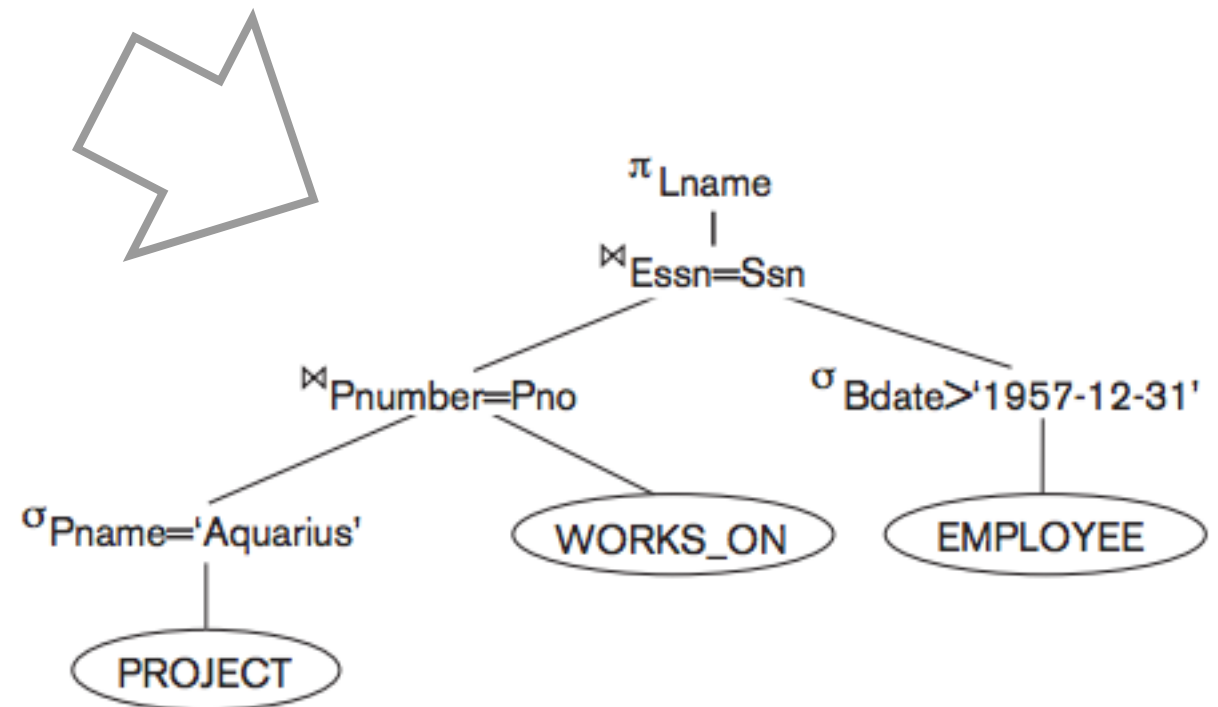 π Lname
⋈ Essn=Ssn
⋈ Pnumber=Pno
σ Bdate>‘1957-12-31’
σ Pname=‘Aquarius’
WORKS_ON
EMPLOYEE
PROJECT